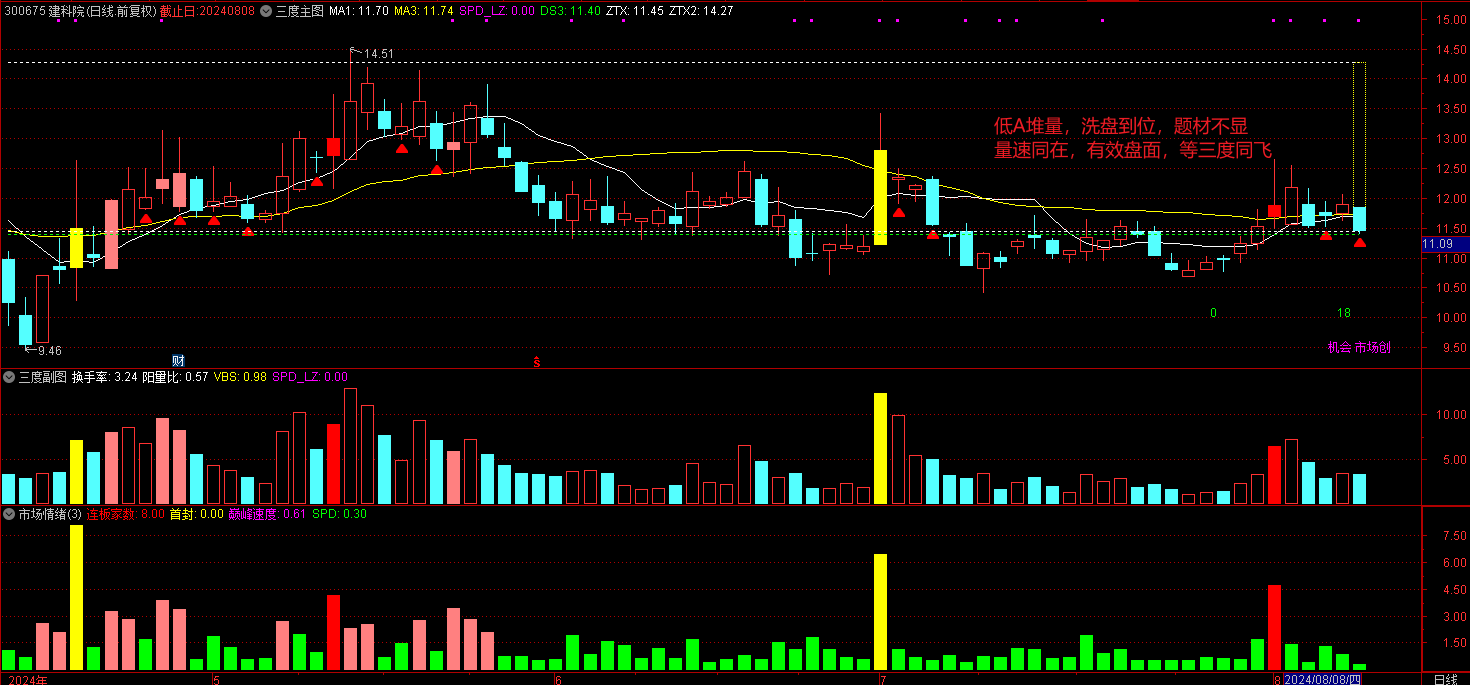 300675 建科院(日线.前复权) 截止日:20240808 三度主图 MA1: 11.70 MA3: 11.74 SPD_LZ: 0.00 DS3: 11.40 ZTX: 11.45 ZTX2: 14.27
15.00
14.50
14.51
14.00
13.50
低A堆量，洗盘到位，题材不显
13.00
量速同在，有效盘面，等三度同飞
12.50
12.00
11.50
11.09
11.00
10.50
10.00
0 18
9.50
9.46
机会 市场创
财 $
三度副图 换手率: 3.24 阳量比: 0.57 VBS: 0.98 SPD_LZ: 0.00
10.00
5.00
市场情绪(3) 连板家数: 8.00 首封: 0.00 巅峰速度: 0.61 SPD: 0.30
7.50
6.00
4.50
3.00
1.50
2024年 5 6 7 8 2024/08/08/四 日线